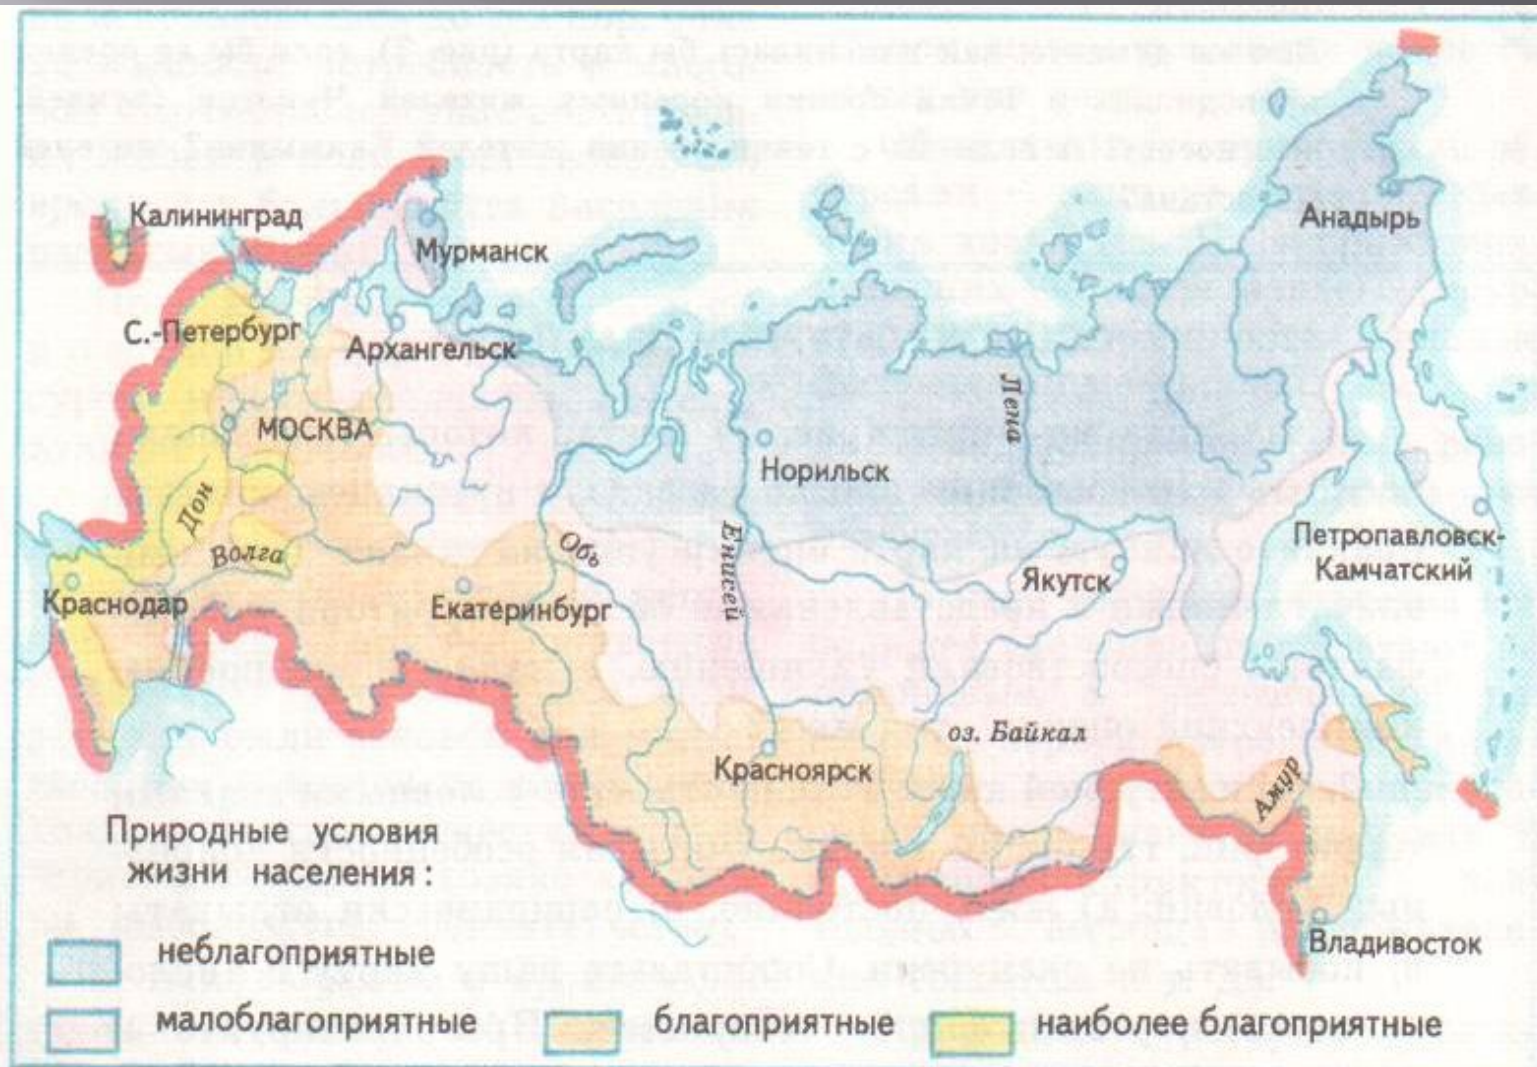 Калининград
Мурманск
Анадырь
С.-Петербург
Архангельск
МОСКВА
Лена
Норильск
Дон
Волга
Обь
Енисей
Якутск
Петропавловск-
Камчатский
Краснодар
Екатеринбург
оз. Байкал
Красноярск
Амур
Владивосток
Природные условия
жизни населения:
неблагоприятные
малоблагоприятные
благоприятные
наиболее благоприятные